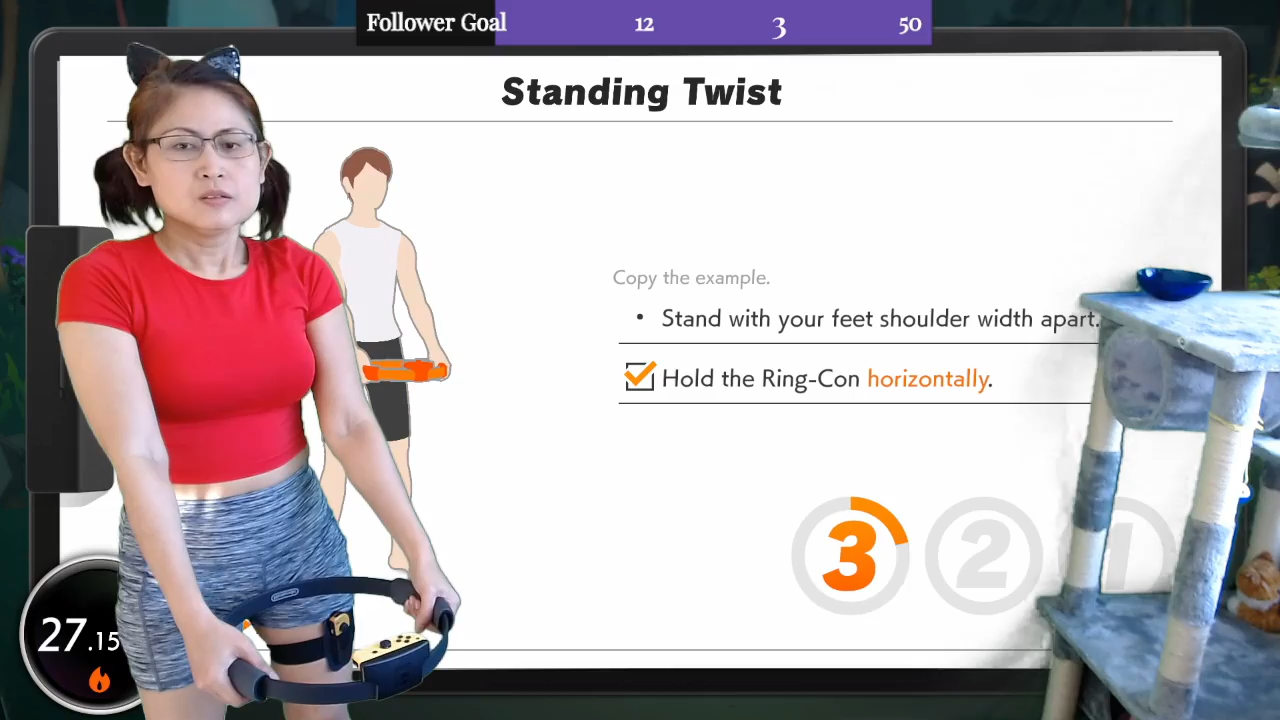 Follower Goal 12 3 50
Standing Twist
Copy the example.
• Stand with your feet shoulder width apart.
Hold the Ring-Con horizontally.
3 2 1
27.15